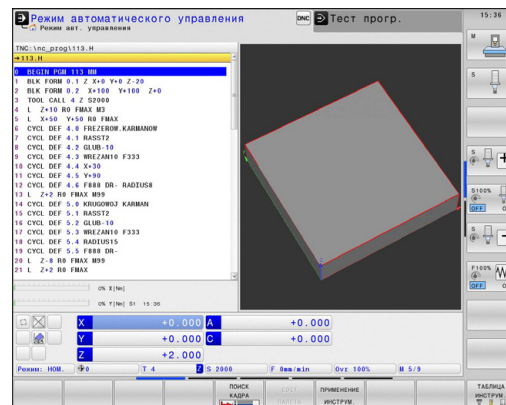 Режим автоматического управления
Режим авт. управления
DNC
Тест прогр.
15:36
TNC:\nc_prog\113.H
→113.H
0 BEGIN PGM 113 MM
1 BLK FORM 0.1 Z X+0 Y+0 Z-20
2 BLK FORM 0.2 X+100 Y+100 Z+0
3 TOOL CALL 4 Z S2000
4 L Z+10 R0 FMAX M3
5 L X+50 Y+50 R0 FMAX
6 CYCL DEF 4.0 FREZEROW.KARMANOW
7 CYCL DEF 4.1 RASST2
8 CYCL DEF 4.2 GLUB-10
9 CYCL DEF 4.3 WREZAN10 F333
10 CYCL DEF 4.4 X+30
11 CYCL DEF 4.5 Y+90
12 CYCL DEF 4.6 F888 DR- RADIUS8
13 L Z+2 R0 FMAX M99
14 CYCL DEF 5.0 KRUGOWOJ KARMAN
15 CYCL DEF 5.1 RASST2
16 CYCL DEF 5.2 GLUB-10
17 CYCL DEF 5.3 WREZAN10 F333
18 CYCL DEF 5.4 RADIUS15
19 CYCL DEF 5.5 F888 DR-
20 L Z-8 R0 FMAX M99
21 L Z+2 R0 FMAX
0% X[Nm]
0% Y[Nm] S1 15:36
X +0.000 A +0.000
Y +0.000 C +0.000
Z +2.000
Режим: НОМ. 0 T 4 Z S 2000 F 0mm/min Ovr 100% M 5/9
M
S
S
S100%
OFF
S
F100%
OFF
ПОИСК
КАДРА
ПРИМЕНЕНИЕ
ИНСТРУМ.
ТАБЛИЦА
ИНСТРУМ